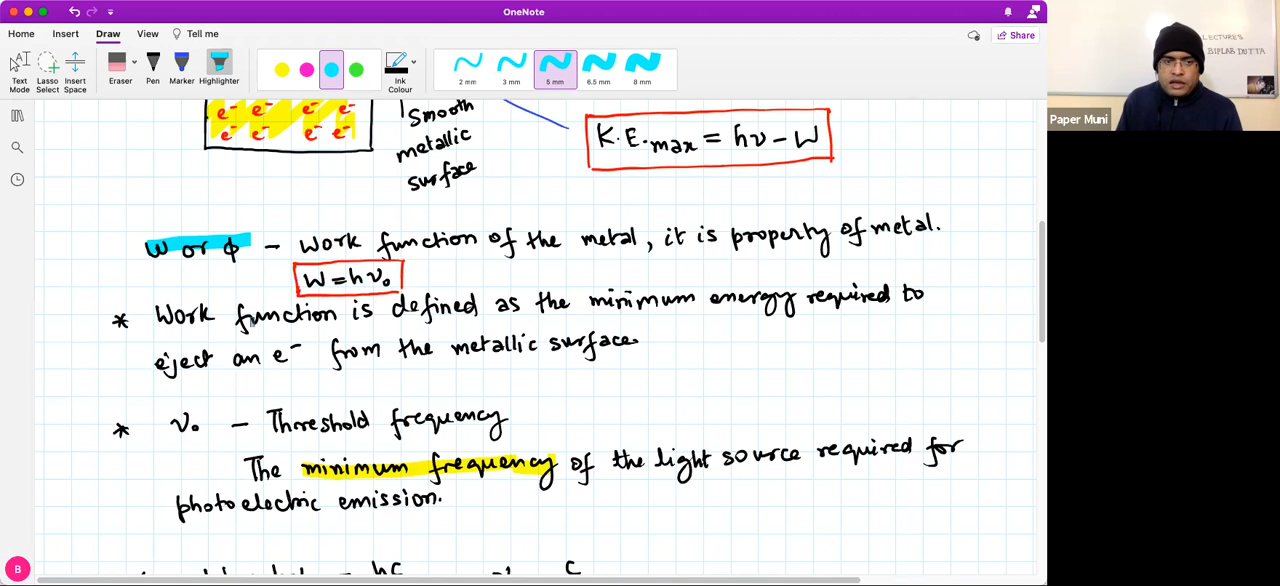 OneNote
Home Insert Draw View Tell me
Share
Text Mode Lasso Select Insert Space Eraser Pen Marker Highlighter Ink Colour 2 mm 3 mm 5 mm 6.5 mm 8 mm
LECTURES
BIPLAB DUTTA
Paper Muni
e⁻ e⁻ e⁻ e⁻
e⁻ e⁻ e⁻ e⁻
Smooth
metallic
surface
K.E.max = hν - W
W or ϕ - Work function of the metal, it is property of metal.
W = hν₀
* Work function is defined as the minimum energy required to
eject an e⁻ from the metallic surface.
* ν₀ - Threshold frequency
The minimum frequency of the light source required for
photoelectric emission.
B